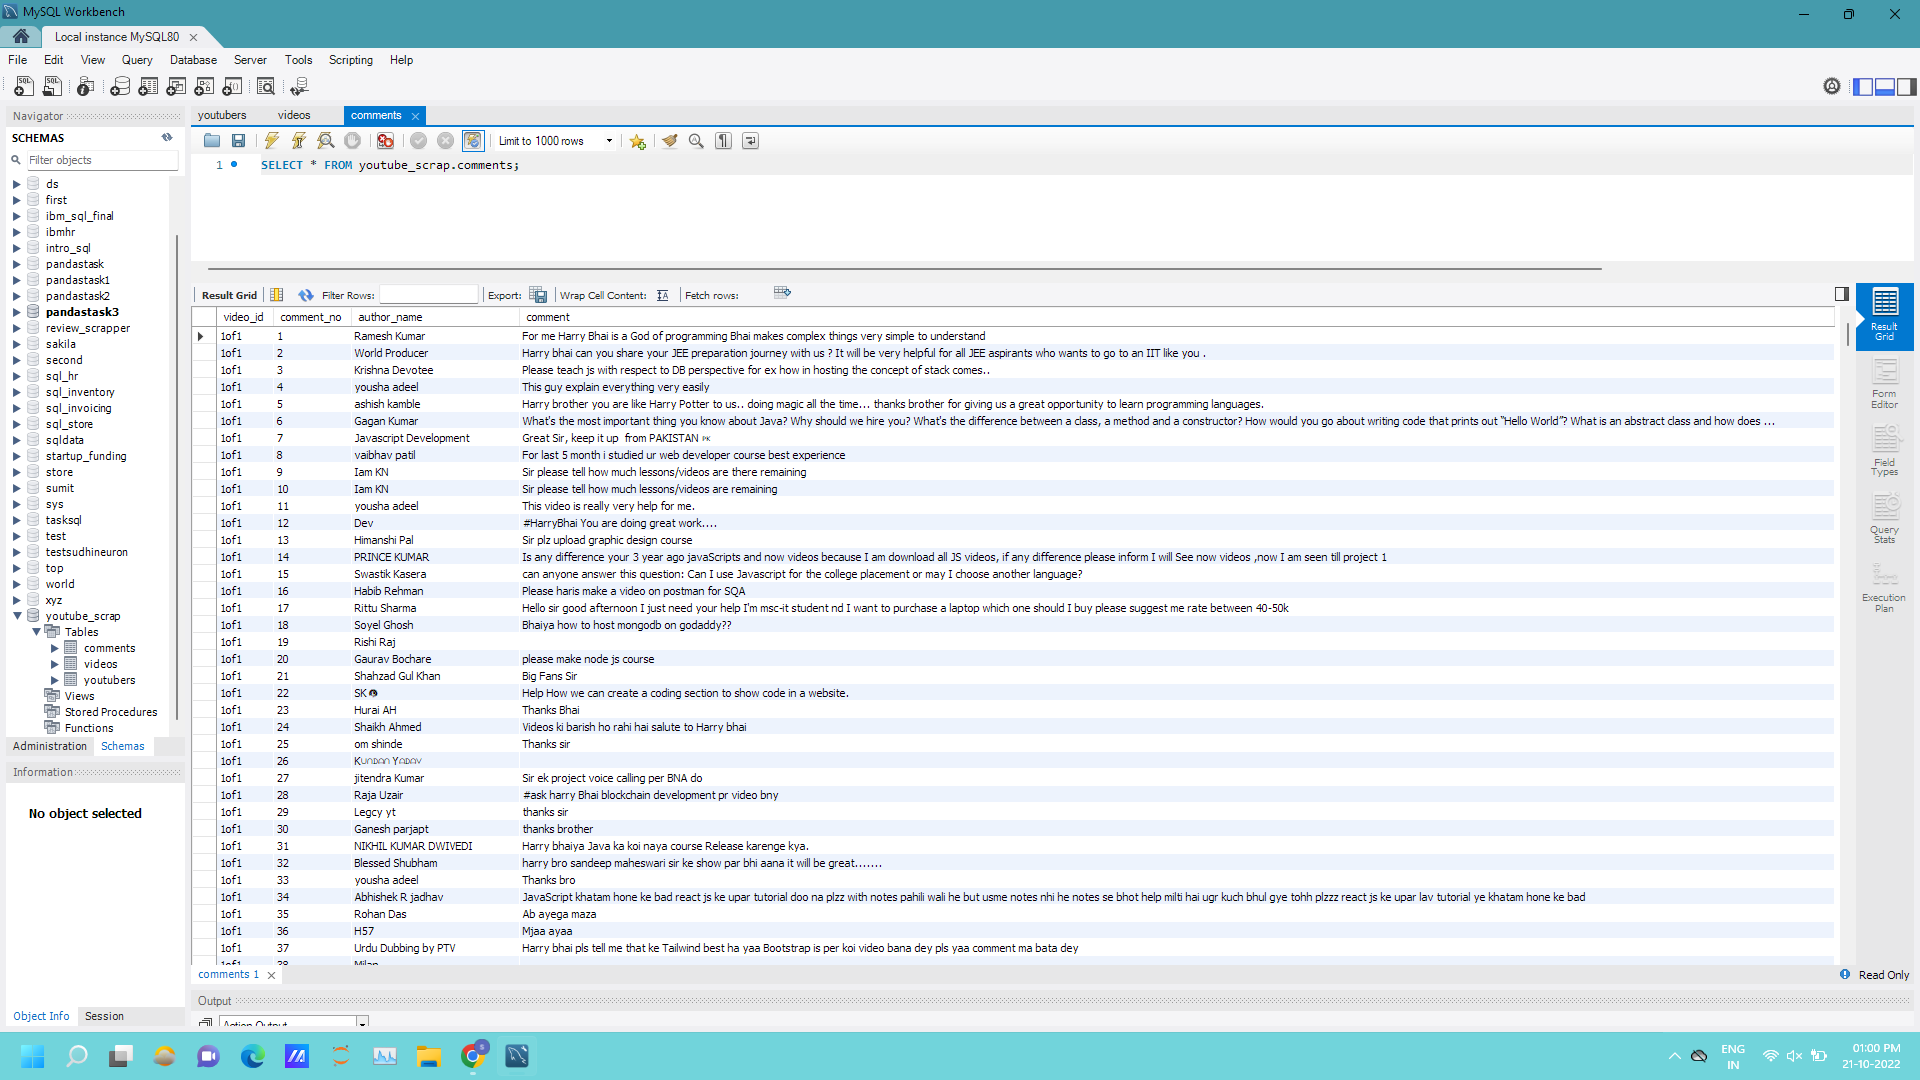 MySQL Workbench
Local instance MySQL80
File Edit View Query Database Server Tools Scripting Help
Navigator
SCHEMAS
Filter objects
ds
first
ibm_sql_final
ibmhr
intro_sql
pandastask
pandastask1
pandastask2
pandastask3
review_scrapper
sakila
second
sql_hr
sql_inventory
sql_invoicing
sql_store
sqldata
startup_funding
store
sumit
sys
tasksql
test
testsudhineuron
top
world
xyz
youtube_scrap
Tables
comments
videos
youtubers
Views
Stored Procedures
Functions
Administration Schemas
Information
No object selected
Object Info Session
youtubers videos comments
Limit to 1000 rows
1 SELECT * FROM youtube_scrap.comments;
Result Grid Filter Rows: Export: Wrap Cell Content: Fetch rows:
video_id comment_no author_name comment
1of1 1 Ramesh Kumar For me Harry Bhai is a God of programming Bhai makes complex things very simple to understand
1of1 2 World Producer Harry bhai can you share your JEE preparation journey with us ? It will be very helpful for all JEE aspirants who wants to go to an IIT like you .
1of1 3 Krishna Devotee Please teach js with respect to DB perspective for ex how in hosting the concept of stack comes..
1of1 4 yousha adeel This guy explain everything very easily
1of1 5 ashish kamble Harry brother you are like Harry Potter to us.. doing magic all the time... thanks brother for giving us a great opportunity to learn programming languages.
1of1 6 Gagan Kumar What's the most important thing you know about Java? Why should we hire you? What's the difference between a class, a method and a constructor? How would you go about writing code that prints out “Hello World”? What is an abstract class and how does ...
1of1 7 Javascript Development Great Sir, keep it up from PAKISTAN PK
1of1 8 vaibhav patil For last 5 month i studied ur web developer course best experience
1of1 9 Iam KN Sir please tell how much lessons/videos are there remaining
1of1 10 Iam KN Sir please tell how much lessons/videos are remaining
1of1 11 yousha adeel This video is really very help for me.
1of1 12 Dev #HarryBhai You are doing great work....
1of1 13 Himanshi Pal Sir plz upload graphic design course
1of1 14 PRINCE KUMAR Is any difference your 3 year ago javaScripts and now videos because I am download all JS videos, if any difference please inform I will See now videos ,now I am seen till project 1
1of1 15 Swastik Kasera can anyone answer this question: Can I use Javascript for the college placement or may I choose another language?
1of1 16 Habib Rehman Please haris make a video on postman for SQA
1of1 17 Rittu Sharma Hello sir good afternoon I just need your help I'm msc-it student nd I want to purchase a laptop which one should I buy please suggest me rate between 40-50k
1of1 18 Soyel Ghosh Bhaiya how to host mongodb on godaddy??
1of1 19 Rishi Raj
1of1 20 Gaurav Bochare please make node js course
1of1 21 Shahzad Gul Khan Big Fans Sir
1of1 22 SK Help How we can create a coding section to show code in a website.
1of1 23 Hurai AH Thanks Bhai
1of1 24 Shaikh Ahmed Videos ki barish ho rahi hai salute to Harry bhai
1of1 25 om shinde Thanks sir
1of1 26 Kundan Yadav
1of1 27 jitendra Kumar Sir ek project voice calling per BNA do
1of1 28 Raja Uzair #ask harry Bhai blockchain development pr video bny
1of1 29 Legcy yt thanks sir
1of1 30 Ganesh parjapt thanks brother
1of1 31 NIKHIL KUMAR DWIVEDI Harry bhaiya Java ka koi naya course Release karenge kya.
1of1 32 Blessed Shubham harry bro sandeep maheswari sir ke show par bhi aana it will be great.......
1of1 33 yousha adeel Thanks bro
1of1 34 Abhishek R jadhav JavaScript khatam hone ke bad react js ke upar tutorial doo na plzz with notes pahili wali he but usme notes nhi he notes se bhot help milti hai ugr kuch bhul gye tohh plzzz react js ke upar lav tutorial ye khatam hone ke bad
1of1 35 Rohan Das Ab ayega maza
1of1 36 H57 Mjaa ayaa
1of1 37 Urdu Dubbing by PTV Harry bhai pls tell me that ke Tailwind best ha yaa Bootstrap is per koi video bana dey pls yaa comment ma bata dey
1of1 38 Milan
Result Grid
Form Editor
Field Types
Query Stats
Execution Plan
comments 1
Read Only
Output
Action Output
ENG IN
01:00 PM
21-10-2022